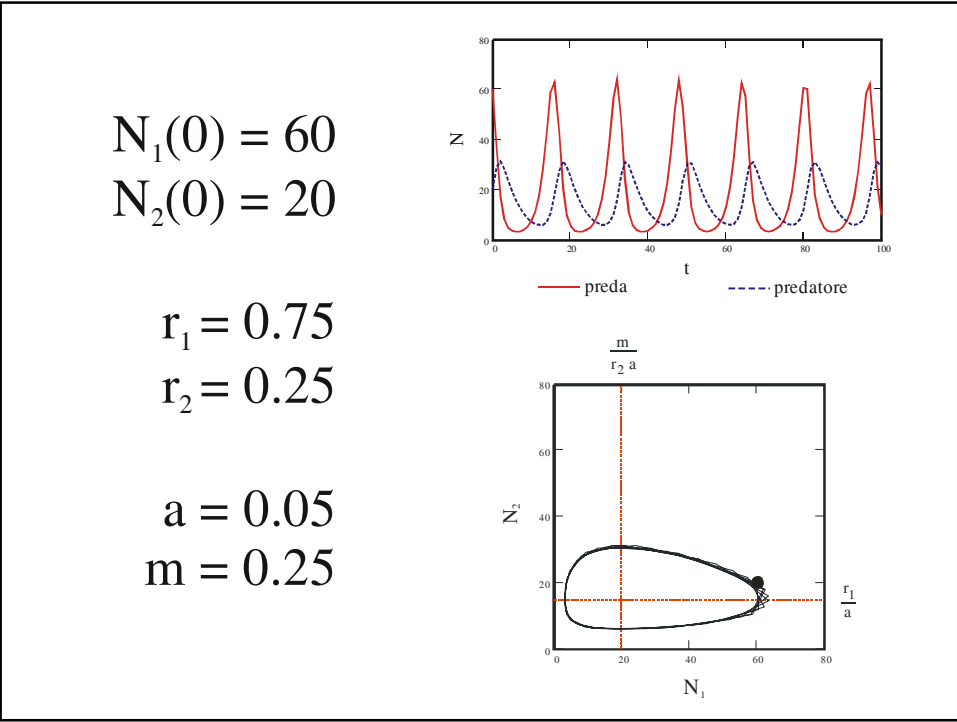 N₁(0) = 60
N₂(0) = 20
r₁ = 0.75
r₂ = 0.25
a = 0.05
m = 0.25
80
60
40
20
0
N
0 20 40 60 80 100
t
preda predatore
m
r₂ a
80
60
40
20
0
N₂
r₁
a
0 20 40 60 80
N₁